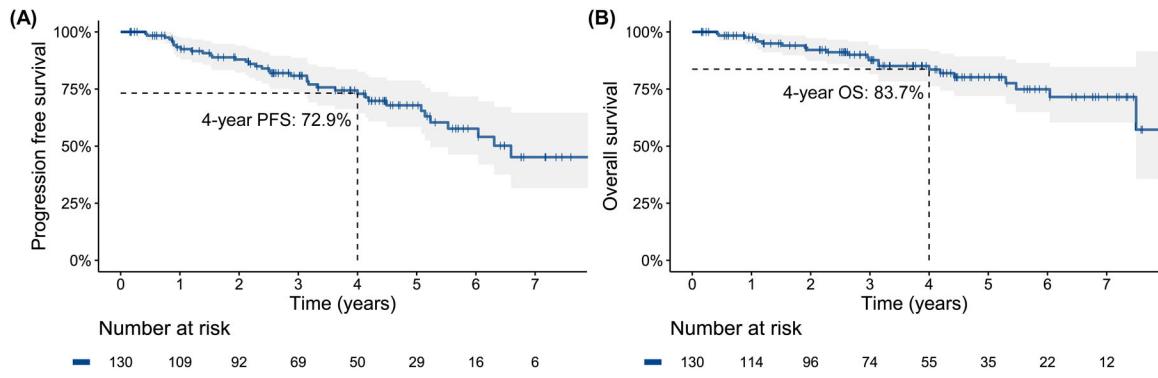 (A)
Progression free survival
100%
75%
50%
25%
0%
4-year PFS: 72.9%
0 1 2 3 4 5 6 7
Time (years)
Number at risk
130 109 92 69 50 29 16 6
(B)
Overall survival
100%
75%
50%
25%
0%
4-year OS: 83.7%
0 1 2 3 4 5 6 7
Time (years)
Number at risk
130 114 96 74 55 35 22 12